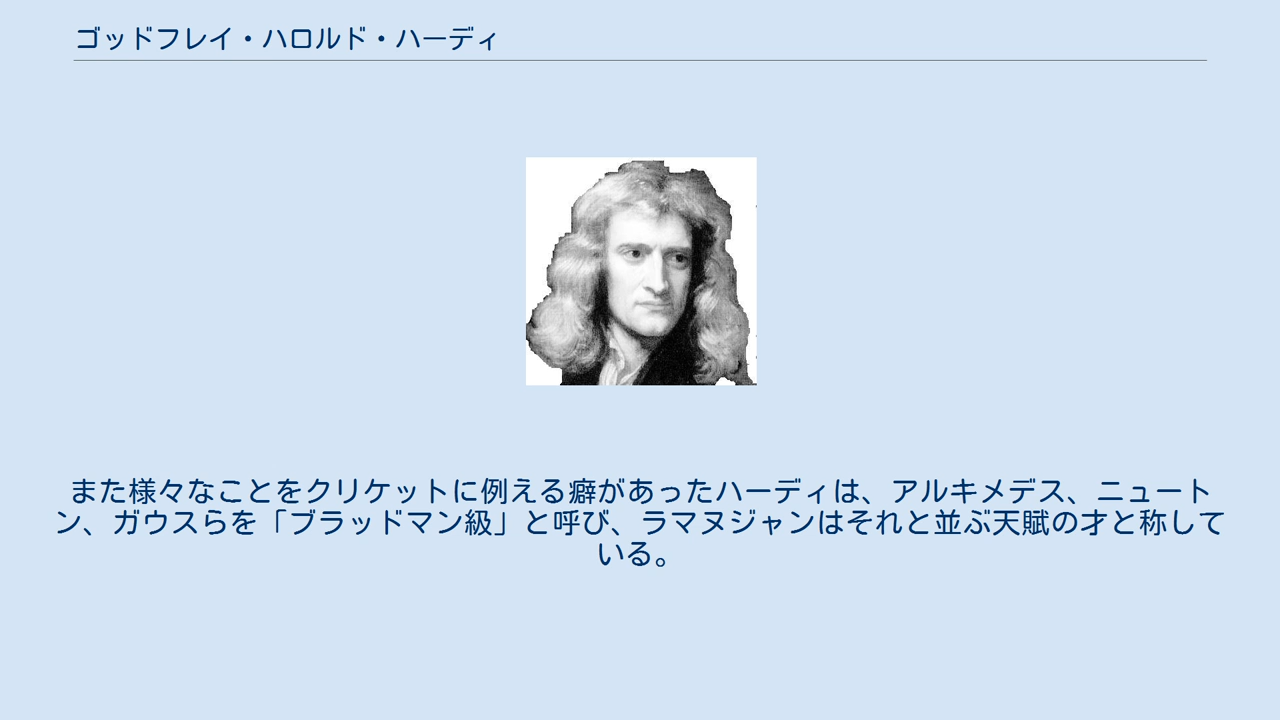 ゴッドフレイ・ハロルド・ハーディ
また様々なことをクリケットに例える癖があったハーディは、アルキメデス、ニュート
ン、ガウスらを「ブラッドマン級」と呼び、ラマヌジャンはそれと並ぶ天賦の才と称して
いる。